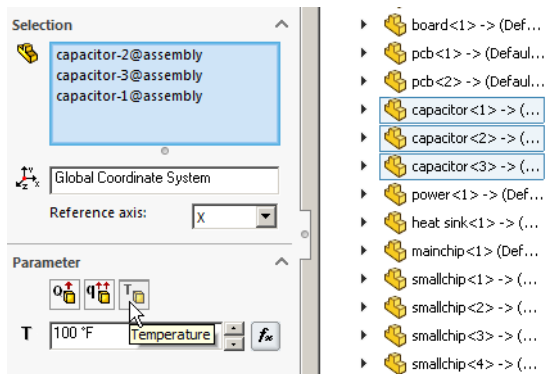 Selection
capacitor-2@assembly
capacitor-3@assembly
capacitor-1@assembly
Global Coordinate System
Reference axis:
X
Parameter
T
100 °F
Temperature
board<1> -> (Def...
pcb<1> -> (Defaul...
pcb<2> -> (Defaul...
capacitor<1> -> (...
capacitor<2> -> (...
capacitor<3> -> (...
power<1> -> (Def...
heat sink<1> -> (...
mainchip<1> (Def...
smallchip<1> -> (...
smallchip<2> -> (...
smallchip<3> -> (...
smallchip<4> -> (...